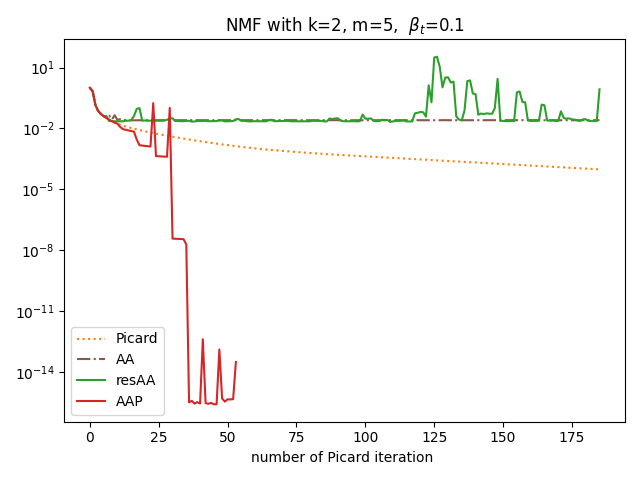 NMF with k=2, m=5, β_t=0.1
10^1
10^-2
10^-5
10^-8
10^-11
10^-14
Picard
AA
resAA
AAP
0 25 50 75 100 125 150 175
number of Picard iteration